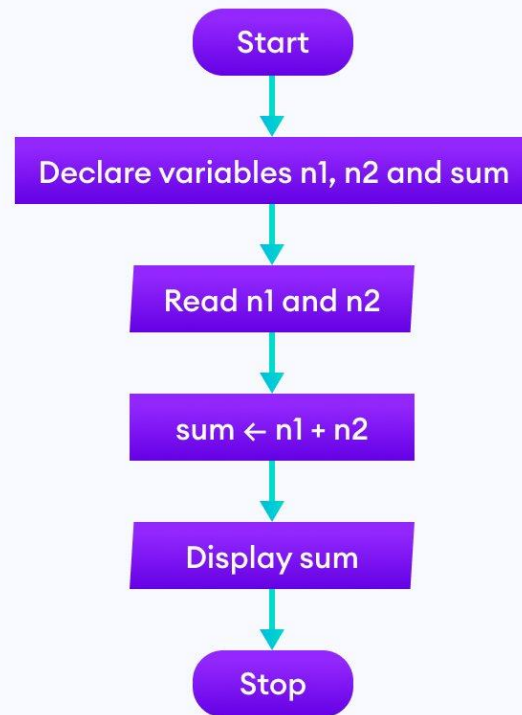 Start
Declare variables n1, n2 and sum
Read n1 and n2
sum ← n1 + n2
Display sum
Stop